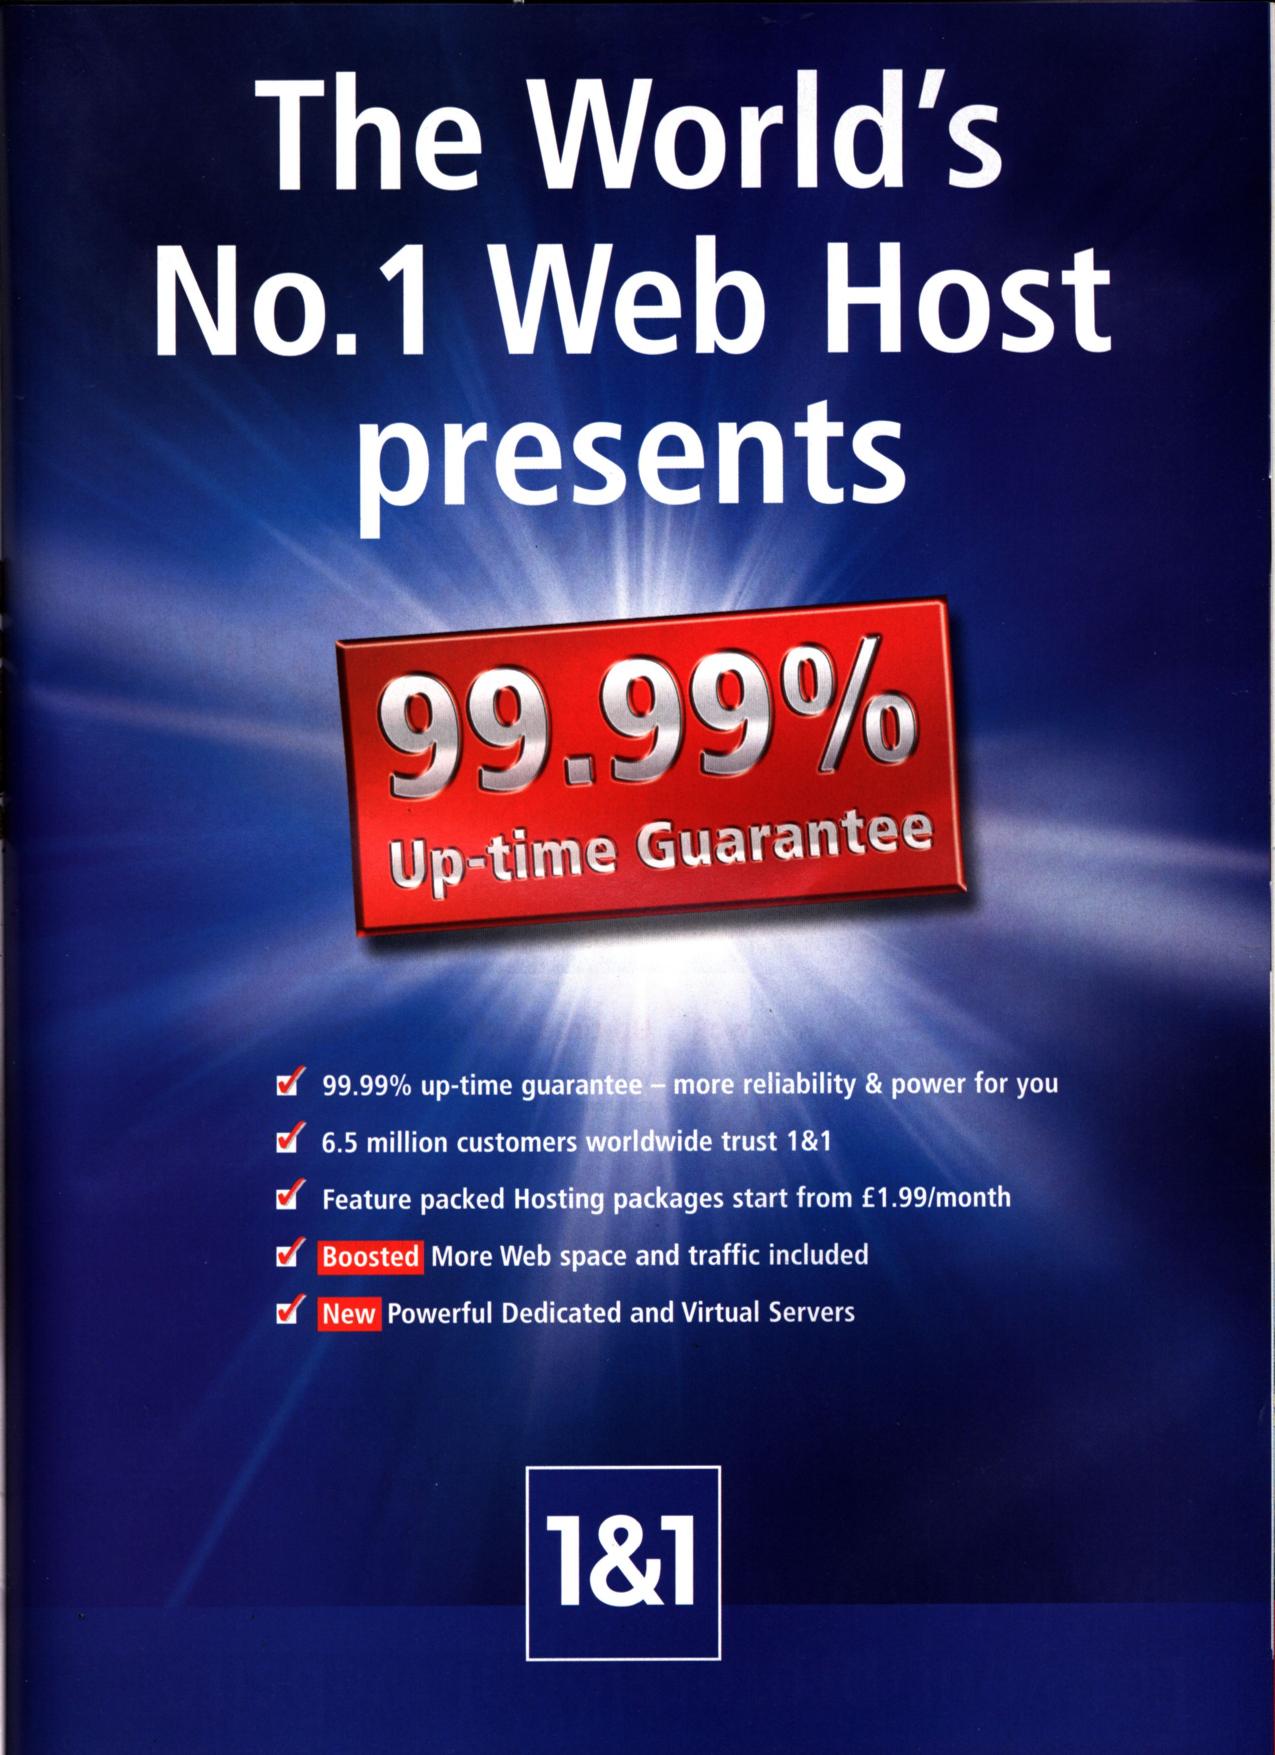 The World's
No.1 Web Host
presents
99.99%
Up-time Guarantee
99.99% up-time guarantee – more reliability & power for you
6.5 million customers worldwide trust 1&1
Feature packed Hosting packages start from £1.99/month
Boosted More Web space and traffic included
New Powerful Dedicated and Virtual Servers
1&1